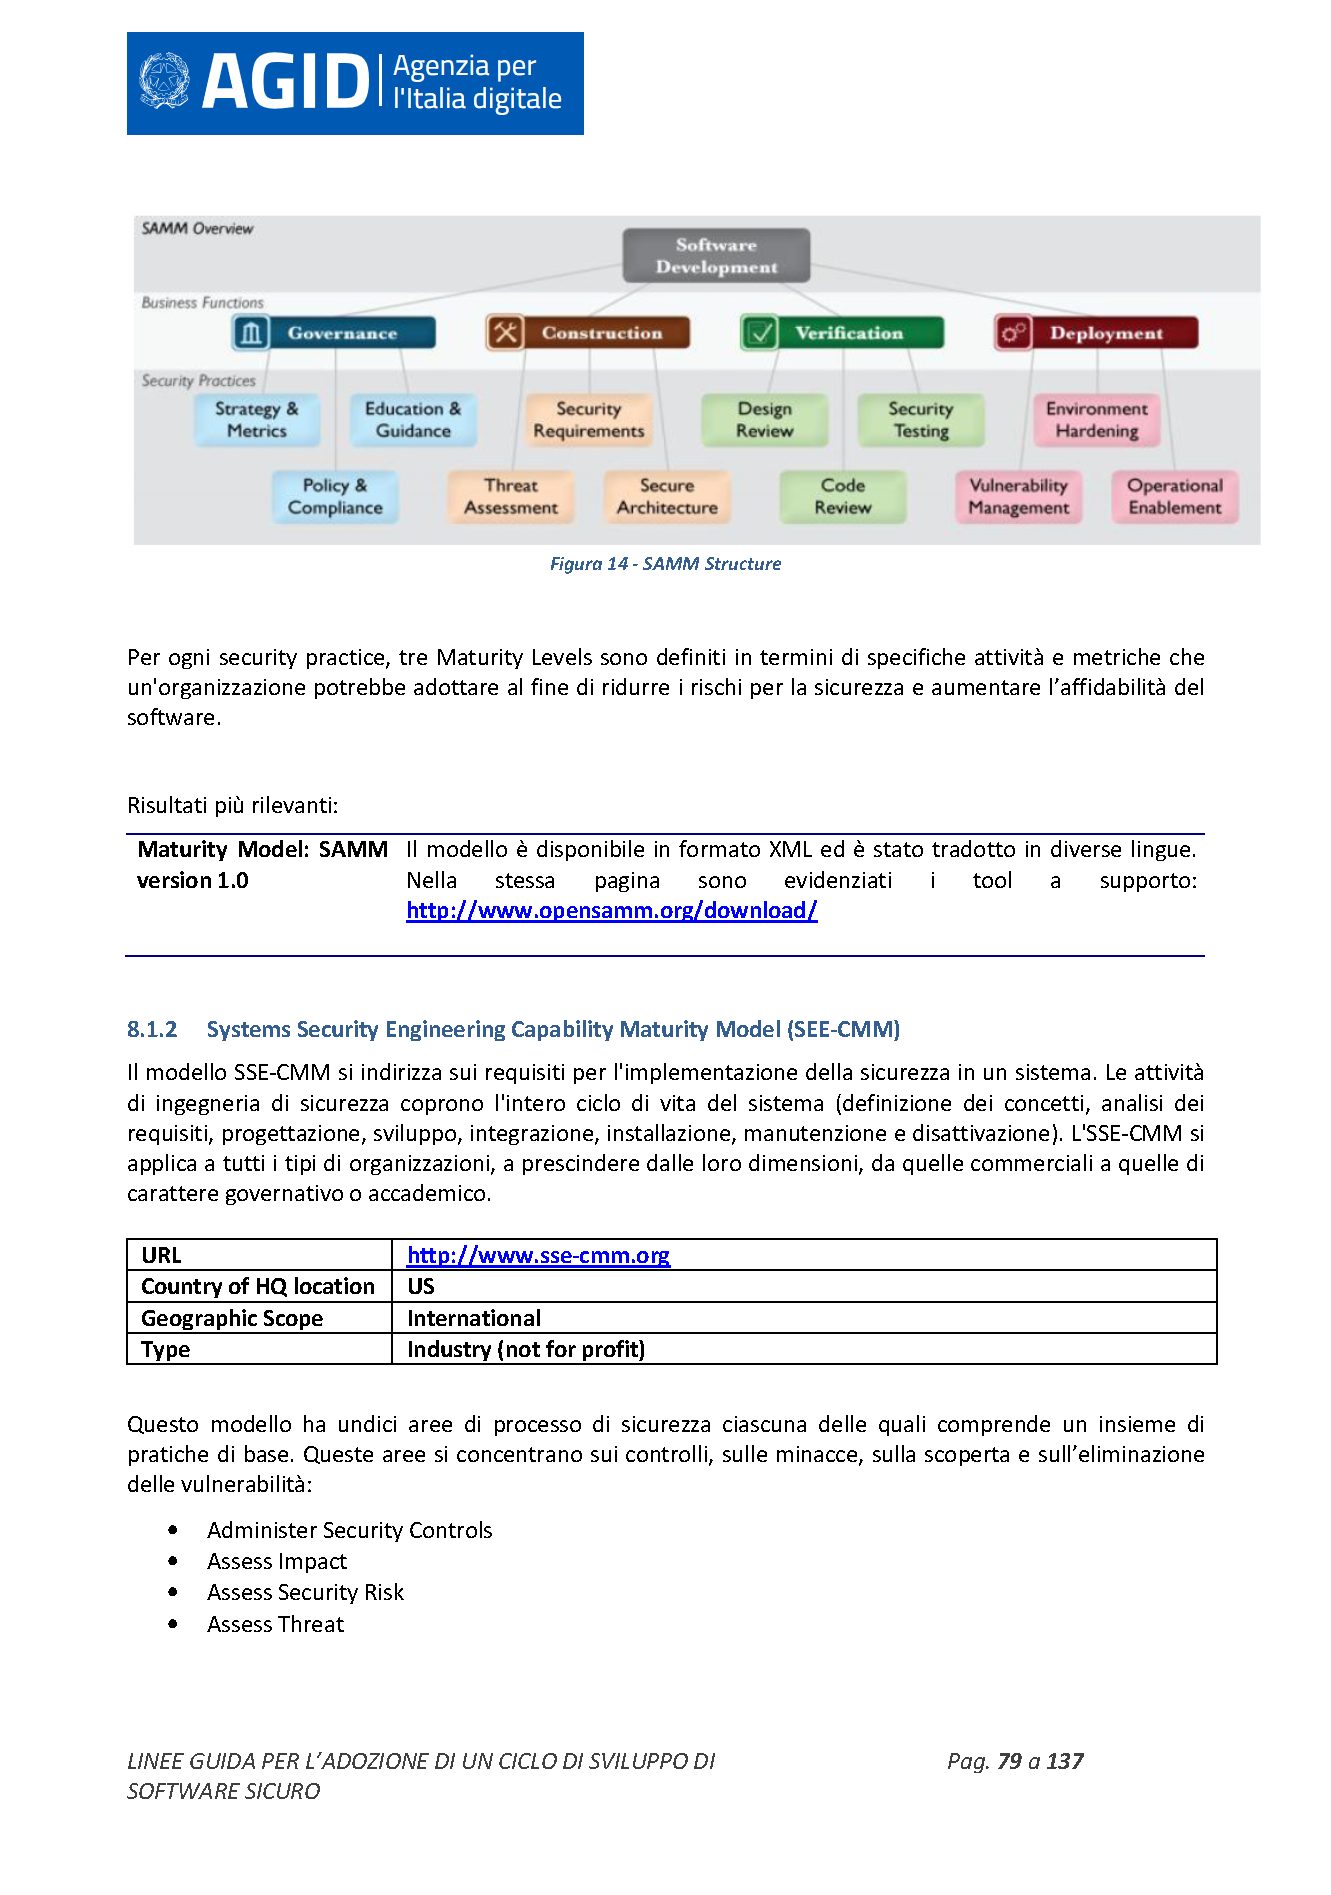 AGID Agenzia per
l'Italia digitale
SAMM Overview
Software
Development
Business Functions
Governance Construction Verification Deployment
Security Practices
Strategy & Education & Security Design Security Environment
Metrics Guidance Requirements Review Testing Hardening
Policy & Threat Secure Code Vulnerability Operational
Compliance Assessment Architecture Review Management Enablement
Figura 14 - SAMM Structure
Per ogni security practice, tre Maturity Levels sono definiti in termini di specifiche attività e metriche che
un'organizzazione potrebbe adottare al fine di ridurre i rischi per la sicurezza e aumentare l’affidabilità del
software.
Risultati più rilevanti:
Maturity Model: SAMM Il modello è disponibile in formato XML ed è stato tradotto in diverse lingue.
version 1.0 Nella stessa pagina sono evidenziati i tool a supporto:
http://www.opensamm.org/download/
8.1.2 Systems Security Engineering Capability Maturity Model (SEE-CMM)
Il modello SSE-CMM si indirizza sui requisiti per l'implementazione della sicurezza in un sistema. Le attività
di ingegneria di sicurezza coprono l'intero ciclo di vita del sistema (definizione dei concetti, analisi dei
requisiti, progettazione, sviluppo, integrazione, installazione, manutenzione e disattivazione). L'SSE-CMM si
applica a tutti i tipi di organizzazioni, a prescindere dalle loro dimensioni, da quelle commerciali a quelle di
carattere governativo o accademico.
URL http://www.sse-cmm.org
Country of HQ location US
Geographic Scope International
Type Industry (not for profit)
Questo modello ha undici aree di processo di sicurezza ciascuna delle quali comprende un insieme di
pratiche di base. Queste aree si concentrano sui controlli, sulle minacce, sulla scoperta e sull’eliminazione
delle vulnerabilità:
• Administer Security Controls
• Assess Impact
• Assess Security Risk
• Assess Threat
LINEE GUIDA PER L’ADOZIONE DI UN CICLO DI SVILUPPO DI Pag. 79 a 137
SOFTWARE SICURO